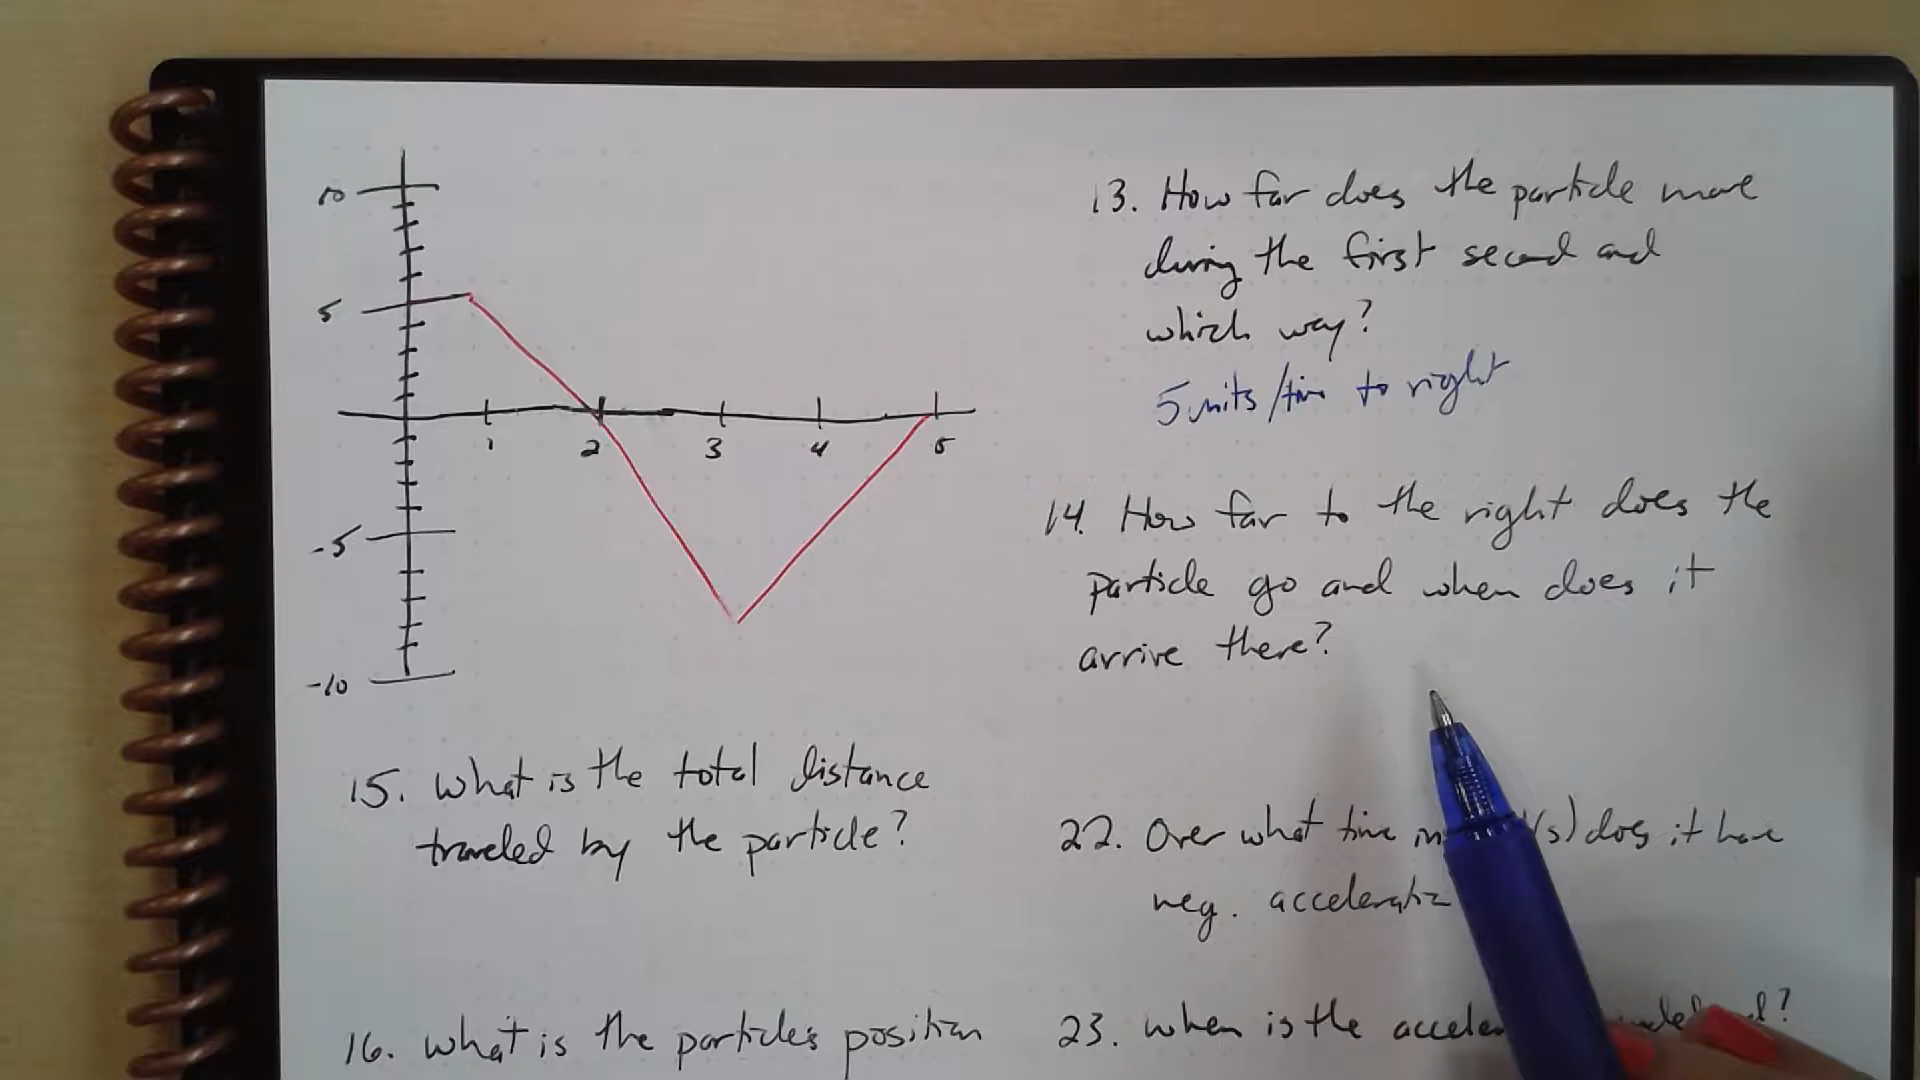 10
5
1 2 3 4 5
-5
-10
13. How far does the particle move
during the first second and
which way?
5 units/time to right
14. How far to the right does the
particle go and when does it
arrive there?
15. What is the total distance
traveled by the particle?
22. Over what time (s) does it have
neg.
16. What is the particle's position
23. when is the